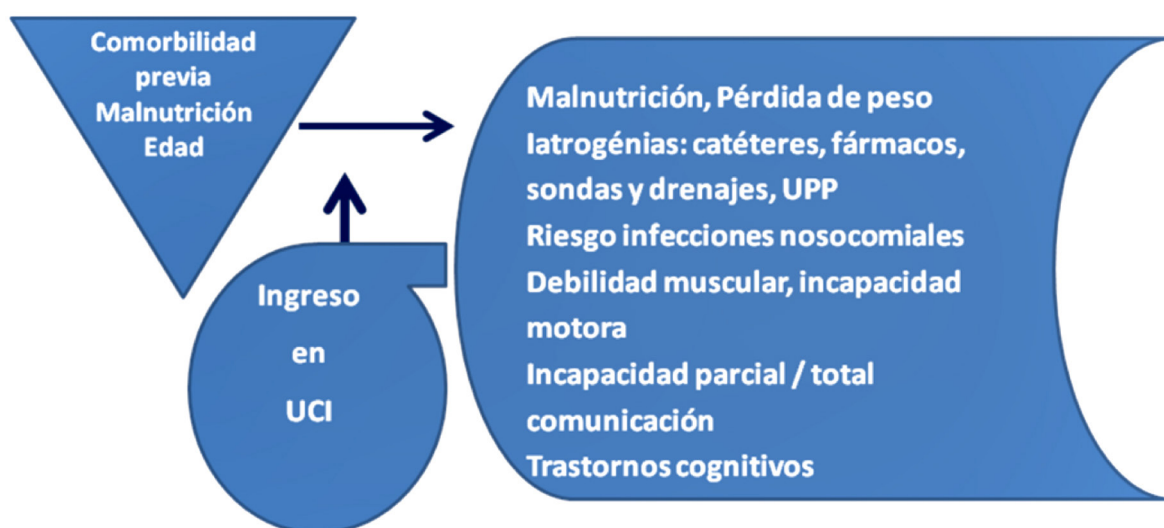 Comorbilidad
previa
Malnutrición
Edad
Ingreso
en
UCI
Malnutrición, Pérdida de peso
Iatrogénias: catéteres, fármacos,
sondas y drenajes, UPP
Riesgo infecciones nosocomiales
Debilidad muscular, incapacidad
motora
Incapacidad parcial / total
comunicación
Trastornos cognitivos